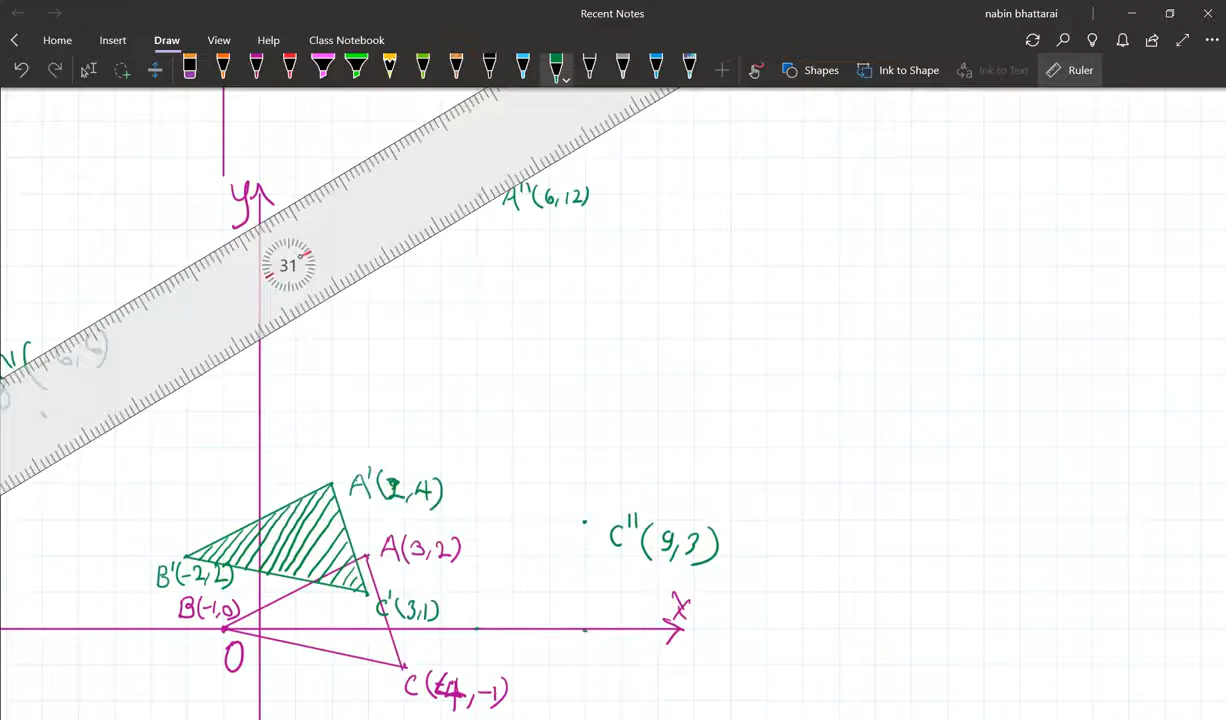 Recent Notes
nabin bhattarai
Home Insert Draw View Help Class Notebook
Shapes Ink to Shape Ink to Text Ruler
y
A"(6,12)
31°
A'(2,4)
C"(9,3)
A(3,2)
B'(-2,2)
B(-1,0)
C'(3,1)
X
O
C(4,-1)